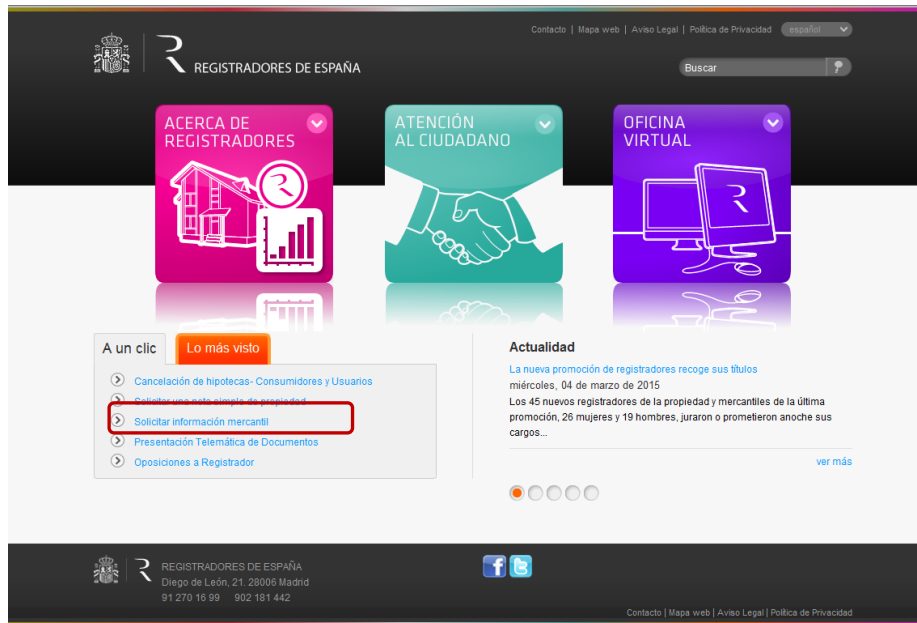 Contacto | Mapa web | Aviso Legal | Política de Privacidad español
REGISTRADORES DE ESPAÑA
Buscar
ACERCA DE
REGISTRADORES
ATENCIÓN
AL CIUDADANO
OFICINA
VIRTUAL
A un clic
Lo más visto
Cancelación de hipotecas- Consumidores y Usuarios
Solicitar una nota simple de propiedad
Solicitar información mercantil
Presentación Telemática de Documentos
Oposiciones a Registrador
Actualidad
La nueva promoción de registradores recoge sus títulos
miércoles, 04 de marzo de 2015
Los 45 nuevos registradores de la propiedad y mercantiles de la última
promoción, 26 mujeres y 19 hombres, juraron o prometieron anoche sus
cargos...
ver más
REGISTRADORES DE ESPAÑA
Diego de León, 21. 28006 Madrid
91 270 16 99 902 181 442
Contacto | Mapa web | Aviso Legal | Política de Privacidad